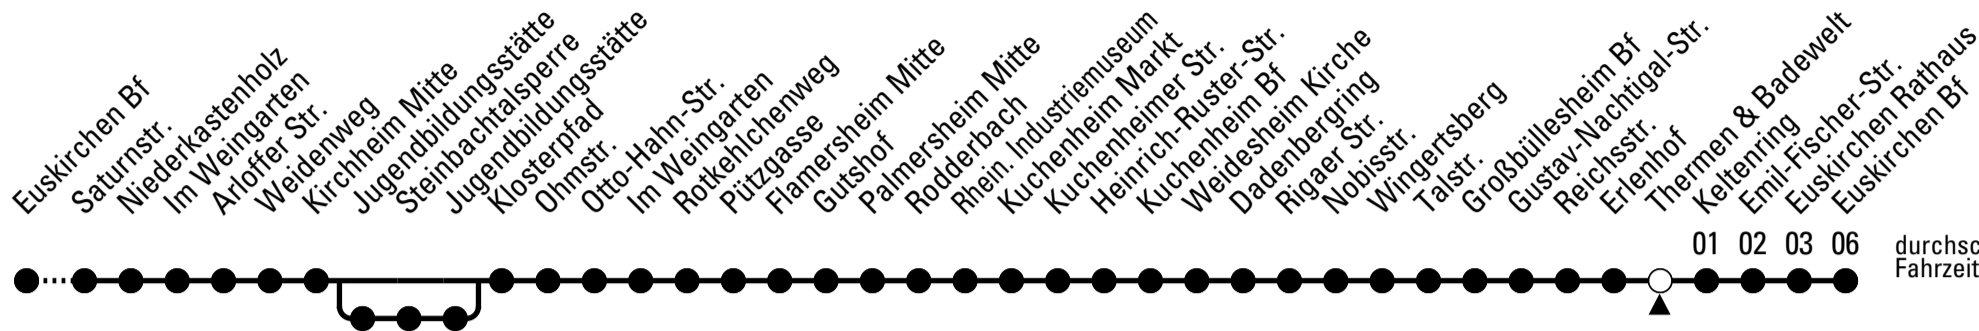 Euskirchen Bf
Saturnstr.
Niederkastenholz
Im Weingarten
Arloffer Str.
Weidenweg
Kirchheim Mitte
Jugendbildungsstätte
Steinbachtalsperre
Jugendbildungsstätte
Klosterpfad
Ohmstr.
Otto-Hahn-Str.
Im Weingarten
Rotkehlchenweg
Pützgasse
Flamersheim Mitte
Gutshof
Palmersheim Mitte
Rodderbach
Rhein. Industriemuseum
Kuchenheim Markt
Kuchenheimer Str.
Heinrich-Ruster-Str.
Kuchenheim Bf
Weidesheim Kirche
Dadenbergring
Rigaer Str.
Nobisstr.
Wingertsberg
Talstr.
Großbüllesheim Bf
Gustav-Nachtigal-Str.
Reichsstr.
Erlenhof
Thermen & Badewelt
Keltenring
Emil-Fischer-Str.
Euskirchen Rathaus
Euskirchen Bf
01 02 03 06
durchsc
Fahrzeit